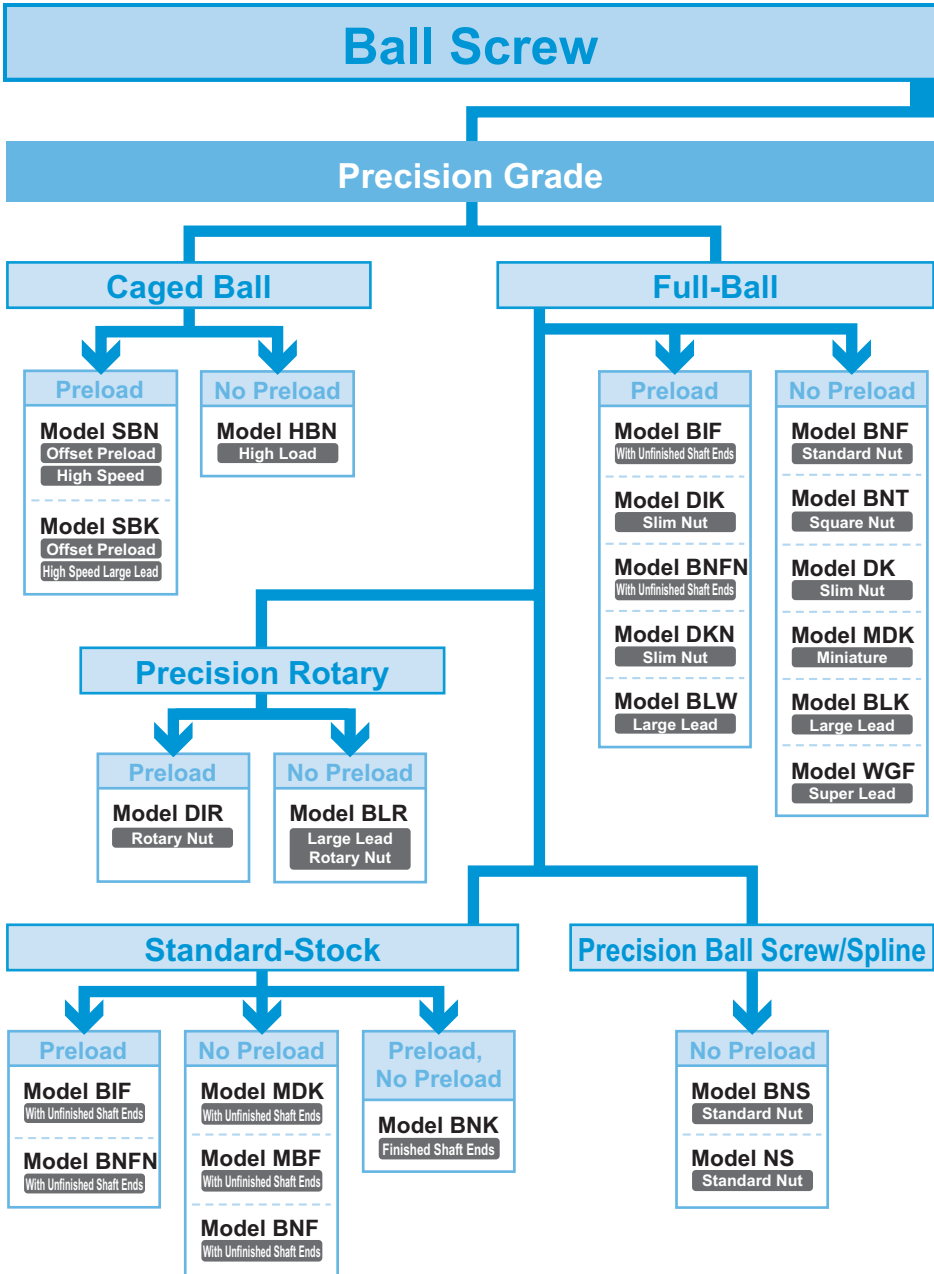 Ball Screw
Precision Grade
Caged Ball
Full-Ball
Preload
Model SBN
Offset Preload
High Speed
Model SBK
Offset Preload
High Speed Large Lead
No Preload
Model HBN
High Load
Preload
Model BIF
With Unfinished Shaft Ends
Model DIK
Slim Nut
Model BNFN
With Unfinished Shaft Ends
Model DKN
Slim Nut
Model BLW
Large Lead
No Preload
Model BNF
Standard Nut
Model BNT
Square Nut
Model DK
Slim Nut
Model MDK
Miniature
Model BLK
Large Lead
Model WGF
Super Lead
Precision Rotary
Preload
Model DIR
Rotary Nut
No Preload
Model BLR
Large Lead
Rotary Nut
Standard-Stock
Precision Ball Screw/Spline
Preload
Model BIF
With Unfinished Shaft Ends
Model BNFN
With Unfinished Shaft Ends
No Preload
Model MDK
With Unfinished Shaft Ends
Model MBF
With Unfinished Shaft Ends
Model BNF
With Unfinished Shaft Ends
Preload,
No Preload
Model BNK
Finished Shaft Ends
No Preload
Model BNS
Standard Nut
Model NS
Standard Nut